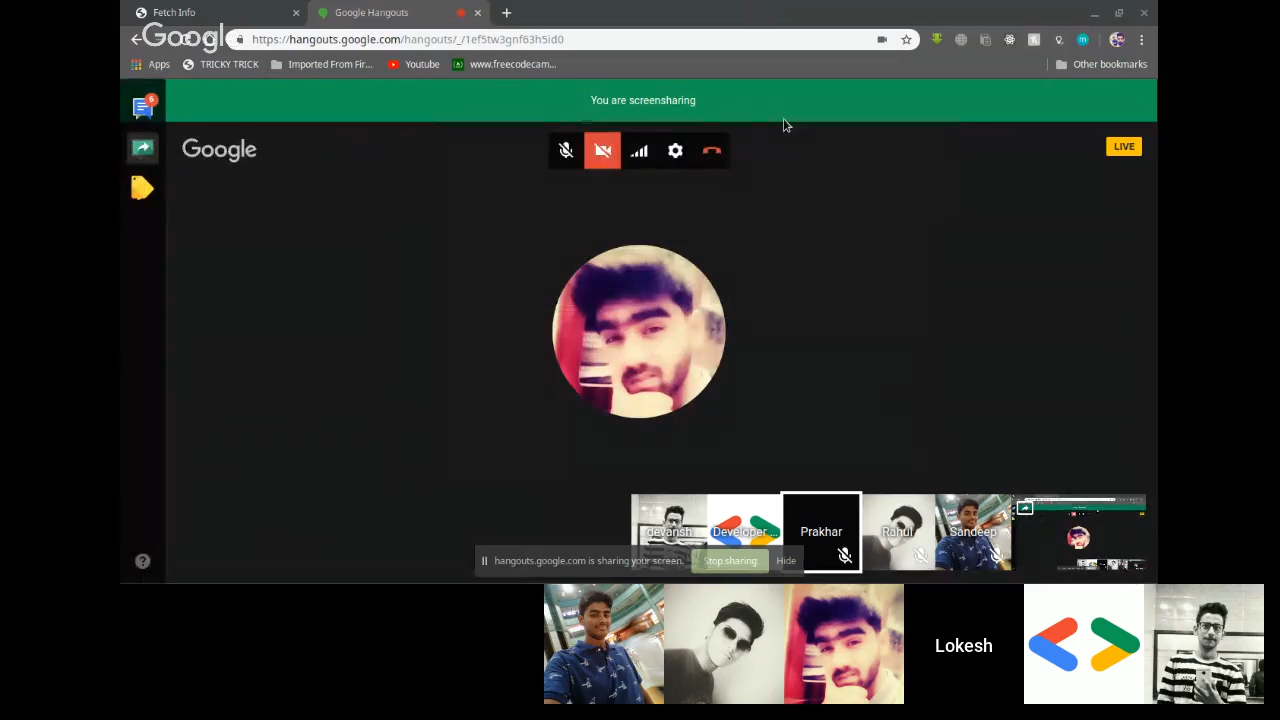 Fetch Info
Google Hangouts
Google
https://hangouts.google.com/hangouts/_/1ef5tw3gnf63h5id0
Apps
TRICKY TRICK
Imported From Fir...
Youtube
www.freecodecam...
Other bookmarks
6
You are screensharing
Google
LIVE
devansh
Developer ...
Prakhar
Rahul
Sandeep
hangouts.google.com is sharing your screen.
Stop sharing
Hide
Lokesh